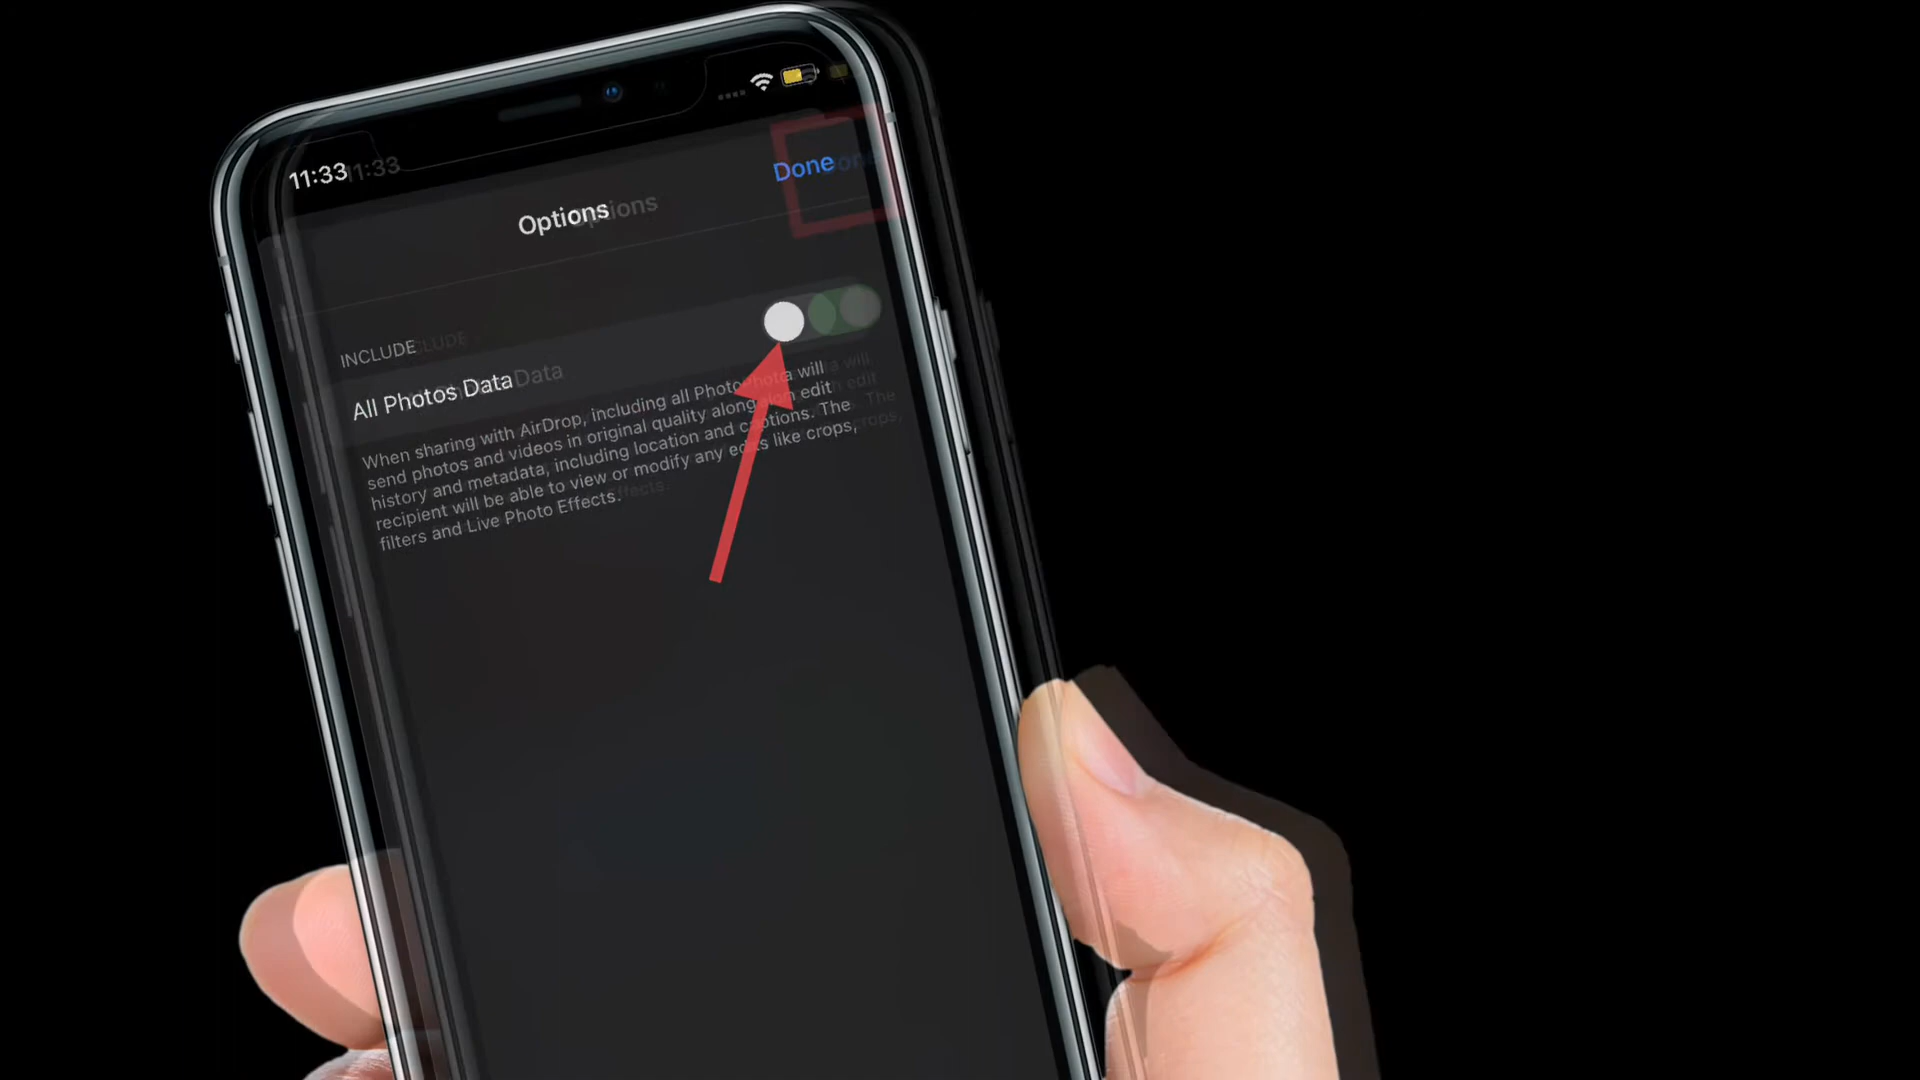 11:33
Done
Options
INCLUDE
All Photos Data
When sharing with AirDrop, including all Photos data will
send photos and videos in original quality along with edit
history and metadata, including location and captions. The
recipient will be able to view or modify any edits like crops,
filters and Live Photo Effects.